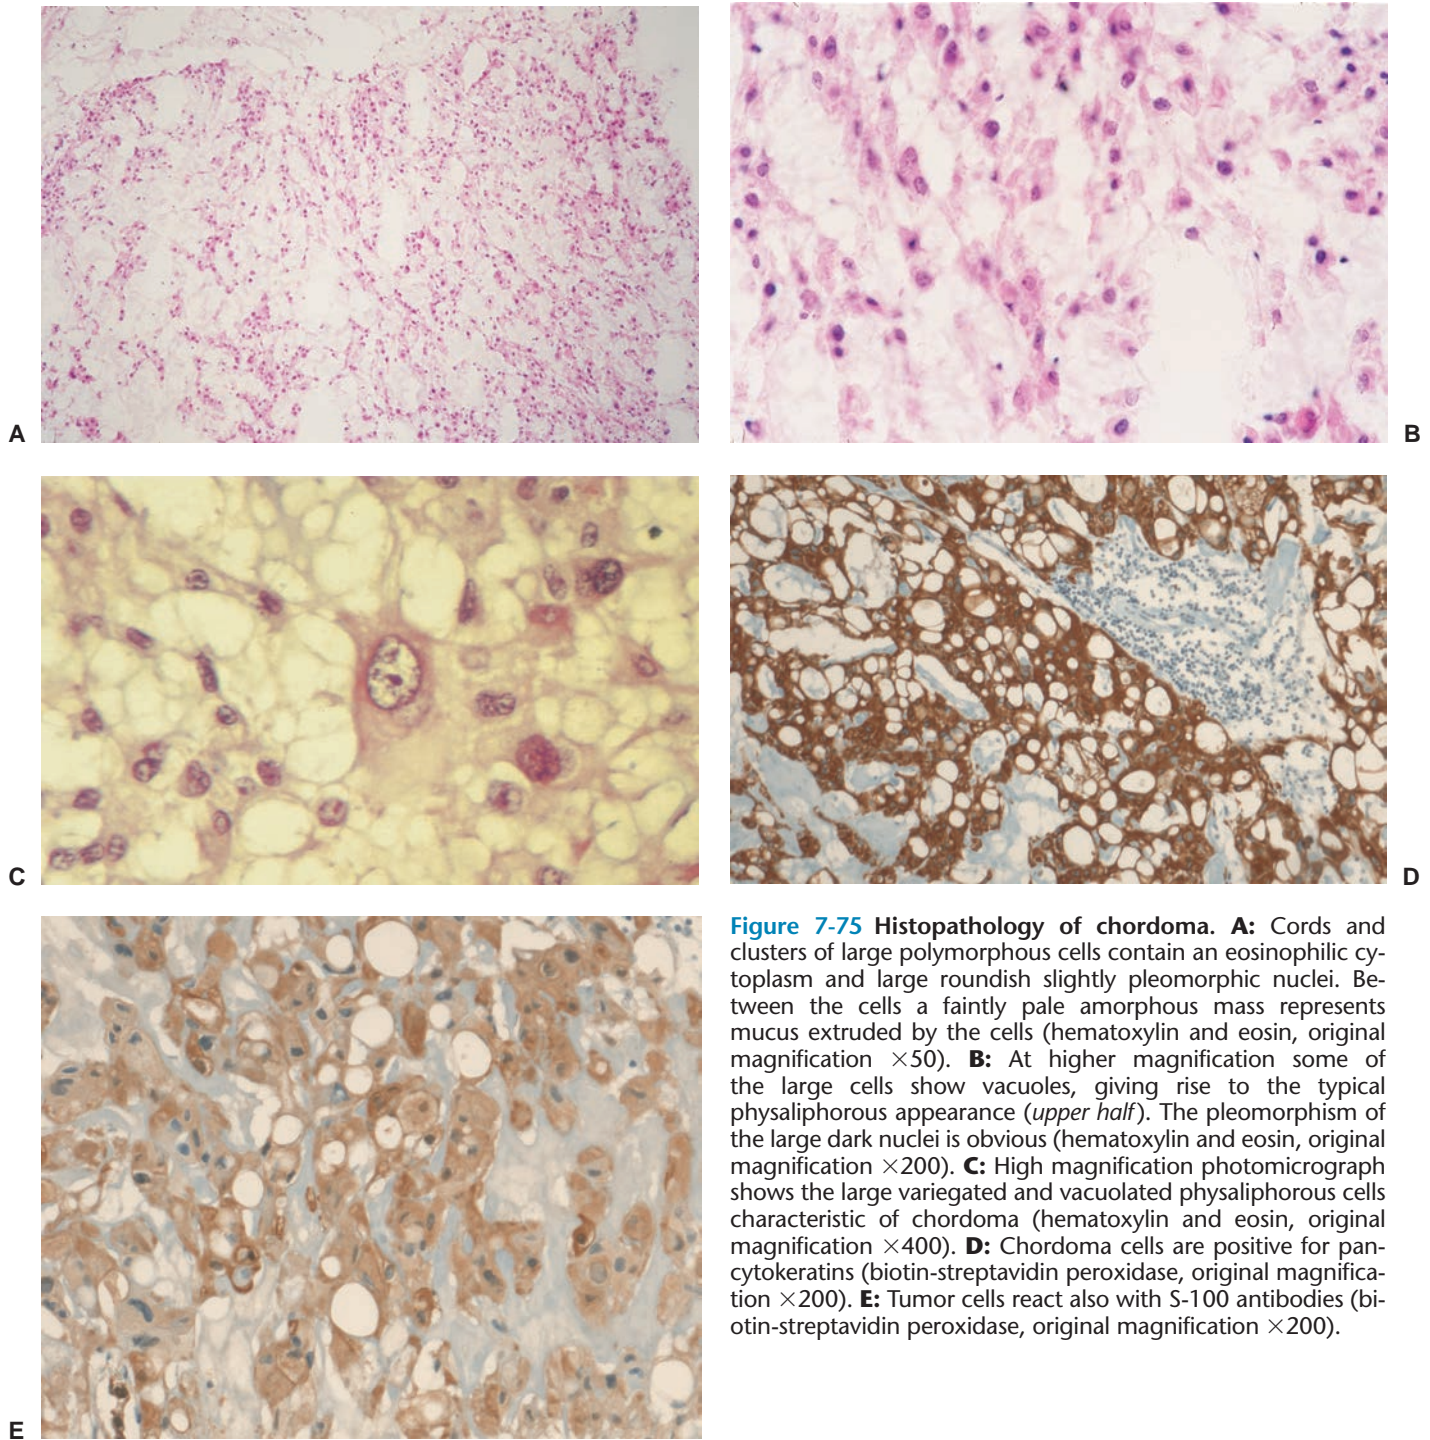 A
B
C
D
E
Figure 7-75 Histopathology of chordoma. A: Cords and
clusters of large polymorphous cells contain an eosinophilic cy-
toplasm and large roundish slightly pleomorphic nuclei. Be-
tween the cells a faintly pale amorphous mass represents
mucus extruded by the cells (hematoxylin and eosin, original
magnification ×50). B: At higher magnification some of
the large cells show vacuoles, giving rise to the typical
physaliphorous appearance (upper half). The pleomorphism of
the large dark nuclei is obvious (hematoxylin and eosin, original
magnification ×200). C: High magnification photomicrograph
shows the large variegated and vacuolated physaliphorous cells
characteristic of chordoma (hematoxylin and eosin, original
magnification ×400). D: Chordoma cells are positive for pan-
cytokeratins (biotin-streptavidin peroxidase, original magnifica-
tion ×200). E: Tumor cells react also with S-100 antibodies (bi-
otin-streptavidin peroxidase, original magnification ×200).